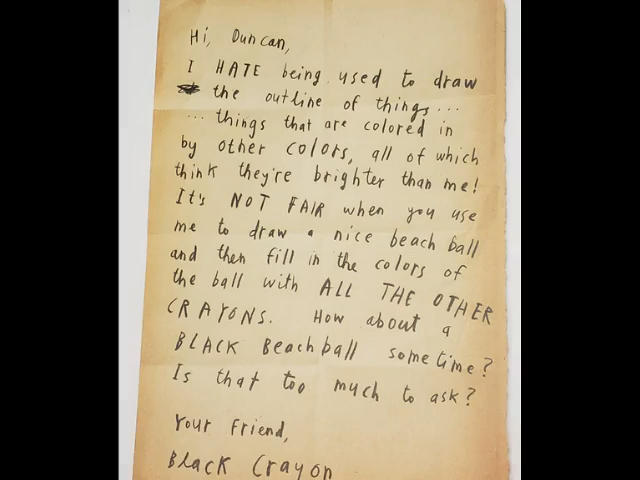 Hi, Duncan,
I HATE being used to draw
the outline of things...
...things that are colored in
by other colors, all of which
think they're brighter than me!
It's NOT FAIR when you use
me to draw a nice beach ball
and then fill in the colors of
the ball with ALL THE OTHER
CRAYONS. How about a
BLACK Beach ball sometime?
Is that too much to ask?
Your friend,
Black Crayon